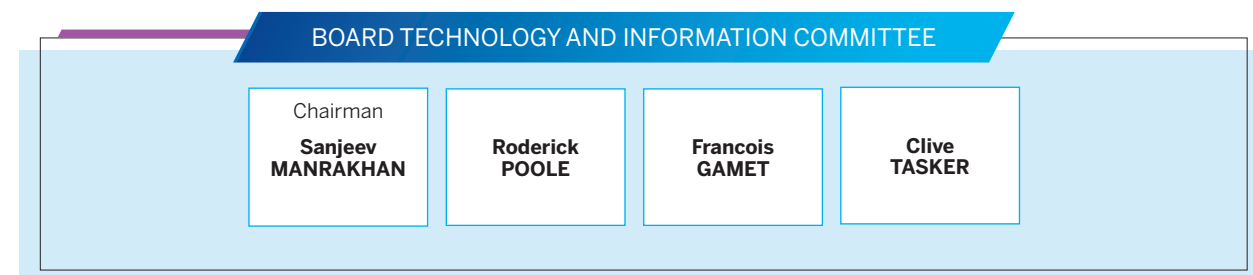 BOARD TECHNOLOGY AND INFORMATION COMMITTEE
Chairman
Sanjeev
MANRAKHAN
Roderick
POOLE
Francois
GAMET
Clive
TASKER